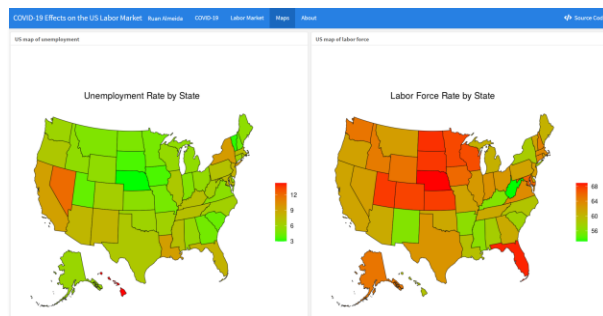 COVID-19 Effects on the US Labor Market Ruan Almeida COVID-19 Labor Market Maps About </> Source Code
US map of unemployment
US map of labor force
Unemployment Rate by State
Labor Force Rate by State
12
9
6
3
68
64
60
56